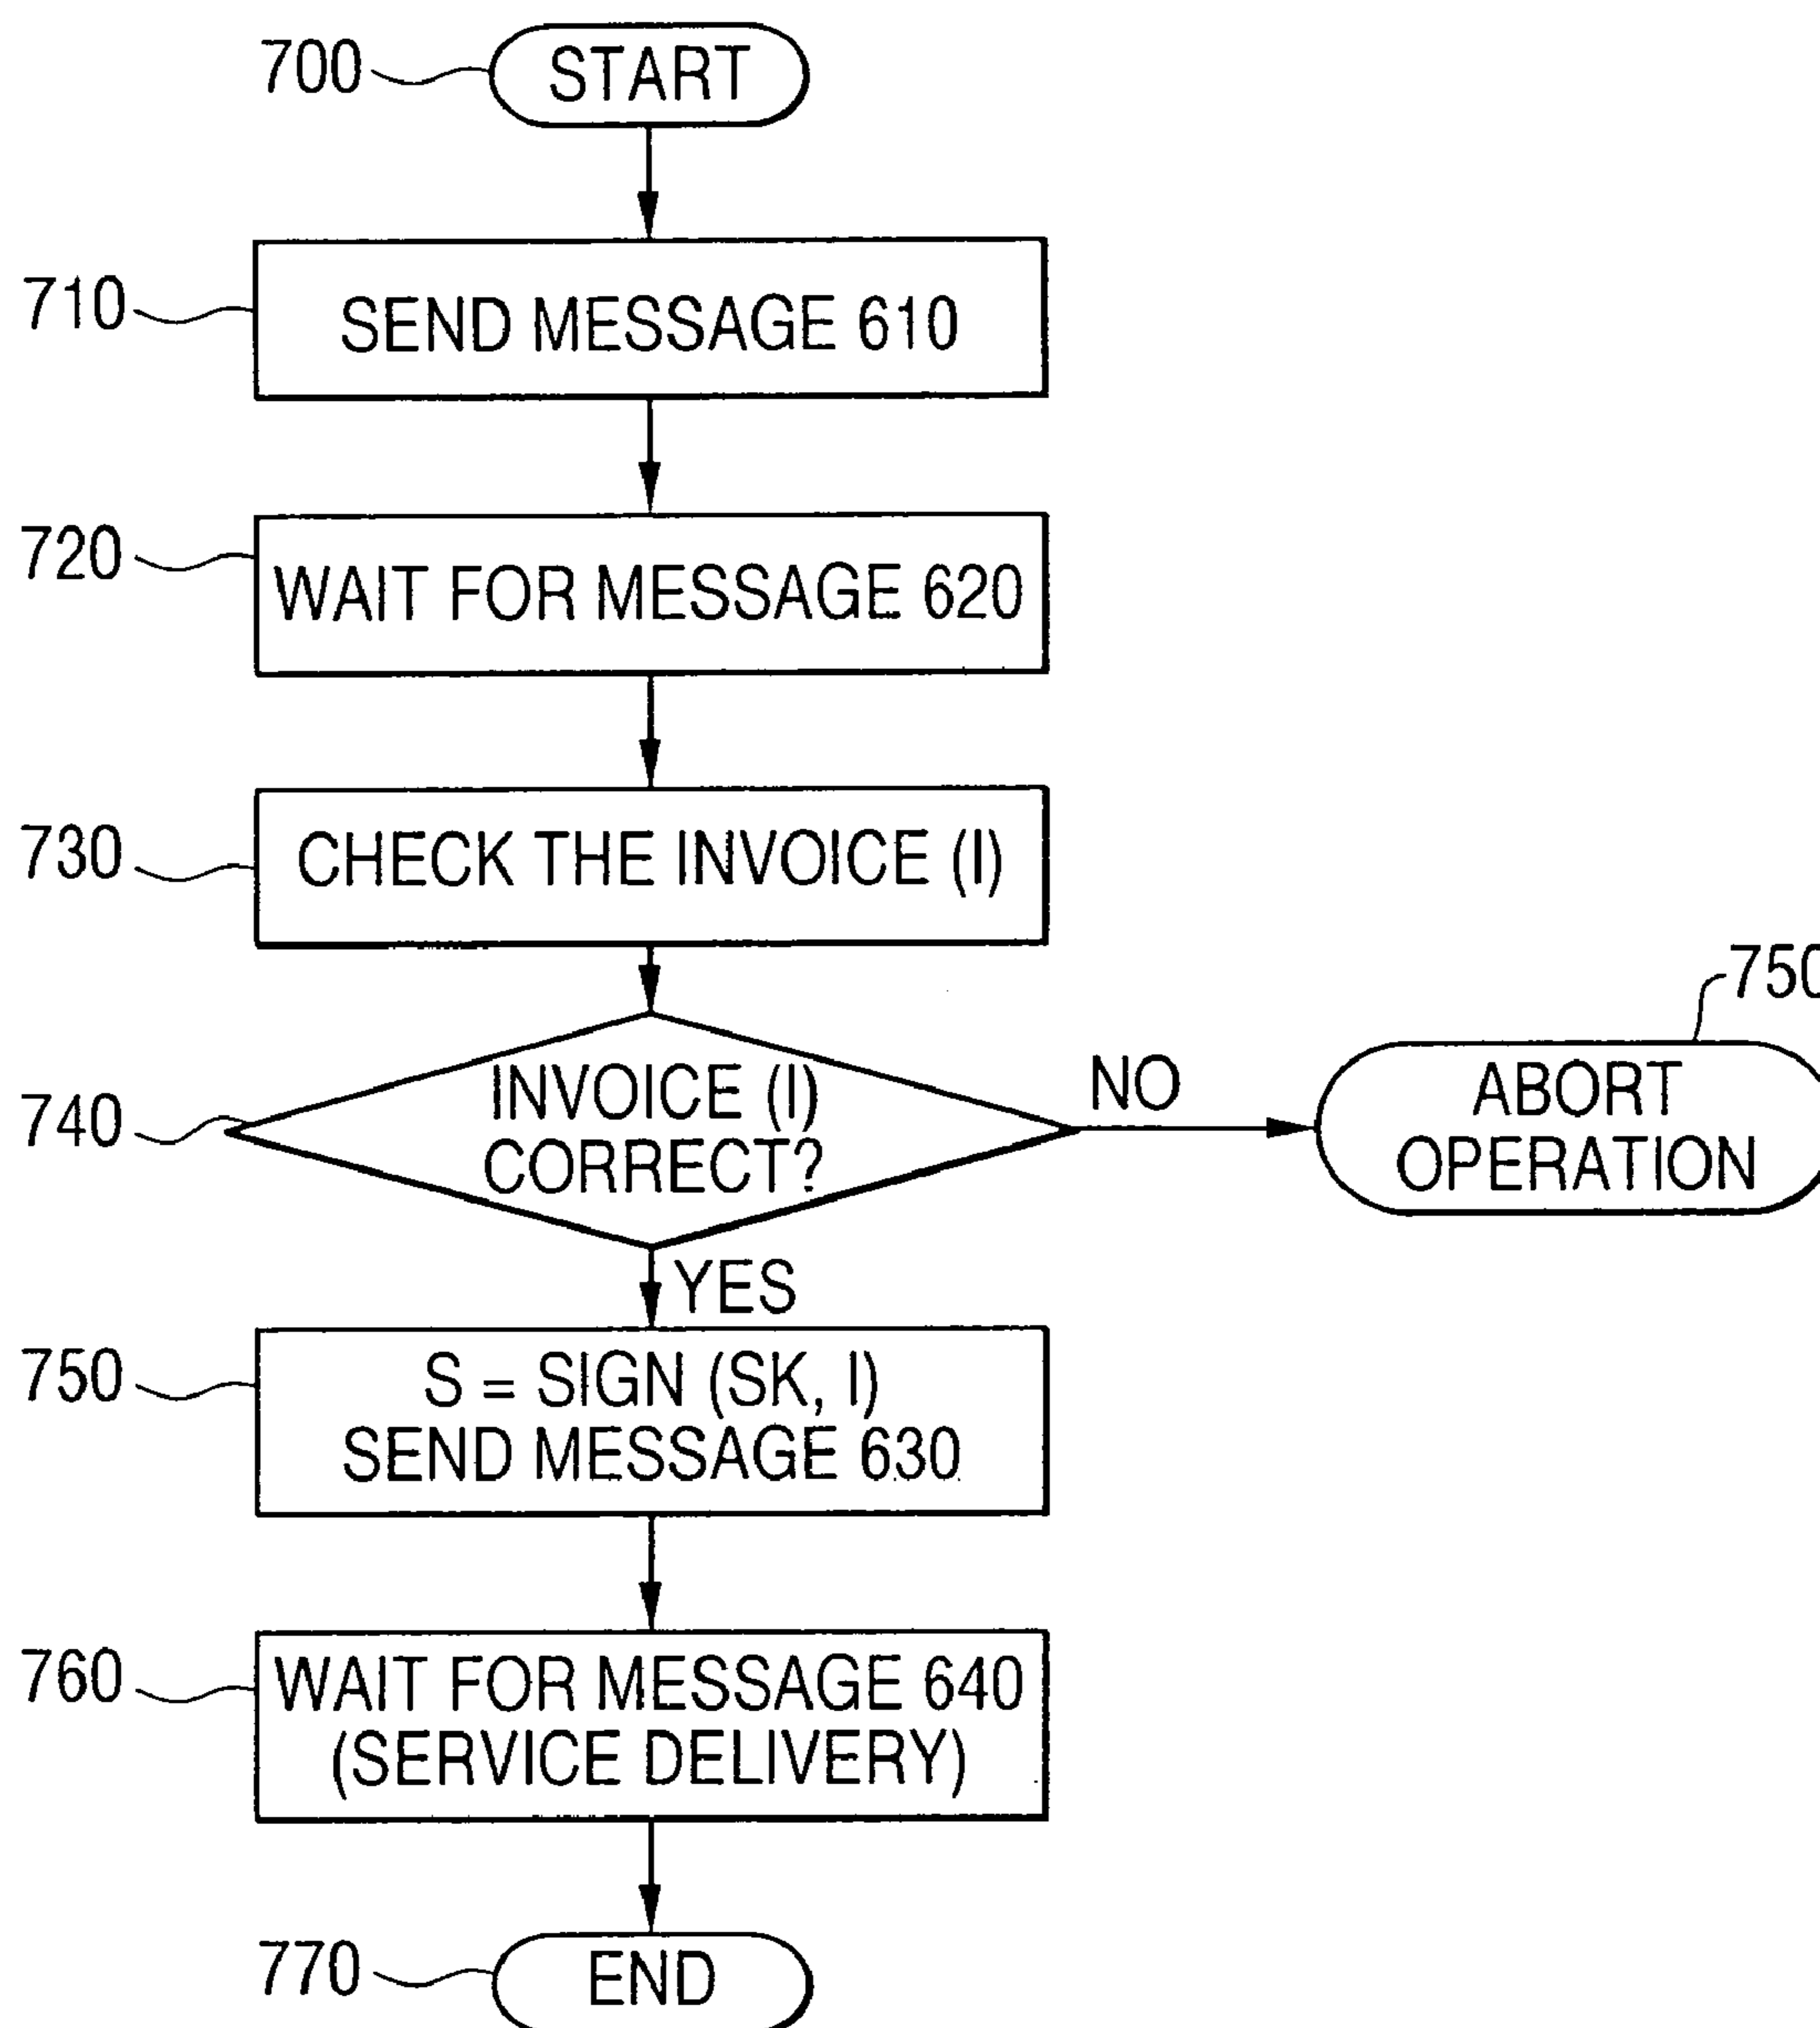 700
START
710
SEND MESSAGE 610
720
WAIT FOR MESSAGE 620
730
CHECK THE INVOICE (I)
740
INVOICE (I)
CORRECT?
NO
750
ABORT
OPERATION
YES
750
S = SIGN (SK, I)
SEND MESSAGE 630
760
WAIT FOR MESSAGE 640
(SERVICE DELIVERY)
770
END